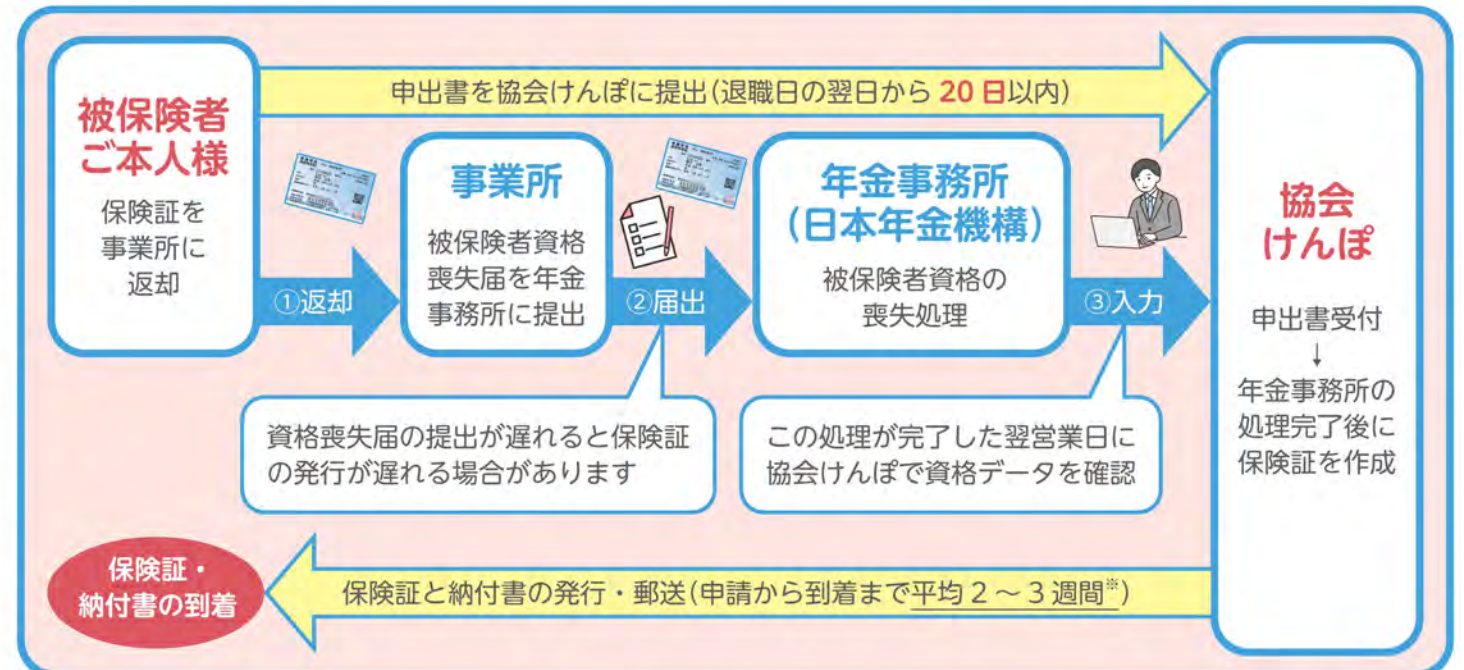 申出書を協会けんぽに提出(退職日の翌日から 20 日以内)
被保険者
ご本人様
保険証を
事業所に
返却
①返却
事業所
被保険者資格
喪失届を年金
事務所に提出
②届出
年金事務所
(日本年金機構)
被保険者資格の
喪失処理
③入力
協会
けんぽ
申出書受付
↓
年金事務所の
処理完了後に
保険証を作成
資格喪失届の提出が遅れると保険証
の発行が遅れる場合があります
この処理が完了した翌営業日に
協会けんぽで資格データを確認
保険証と納付書の発行・郵送(申請から到着まで平均 2 ～ 3 週間※)
保険証・
納付書の到着